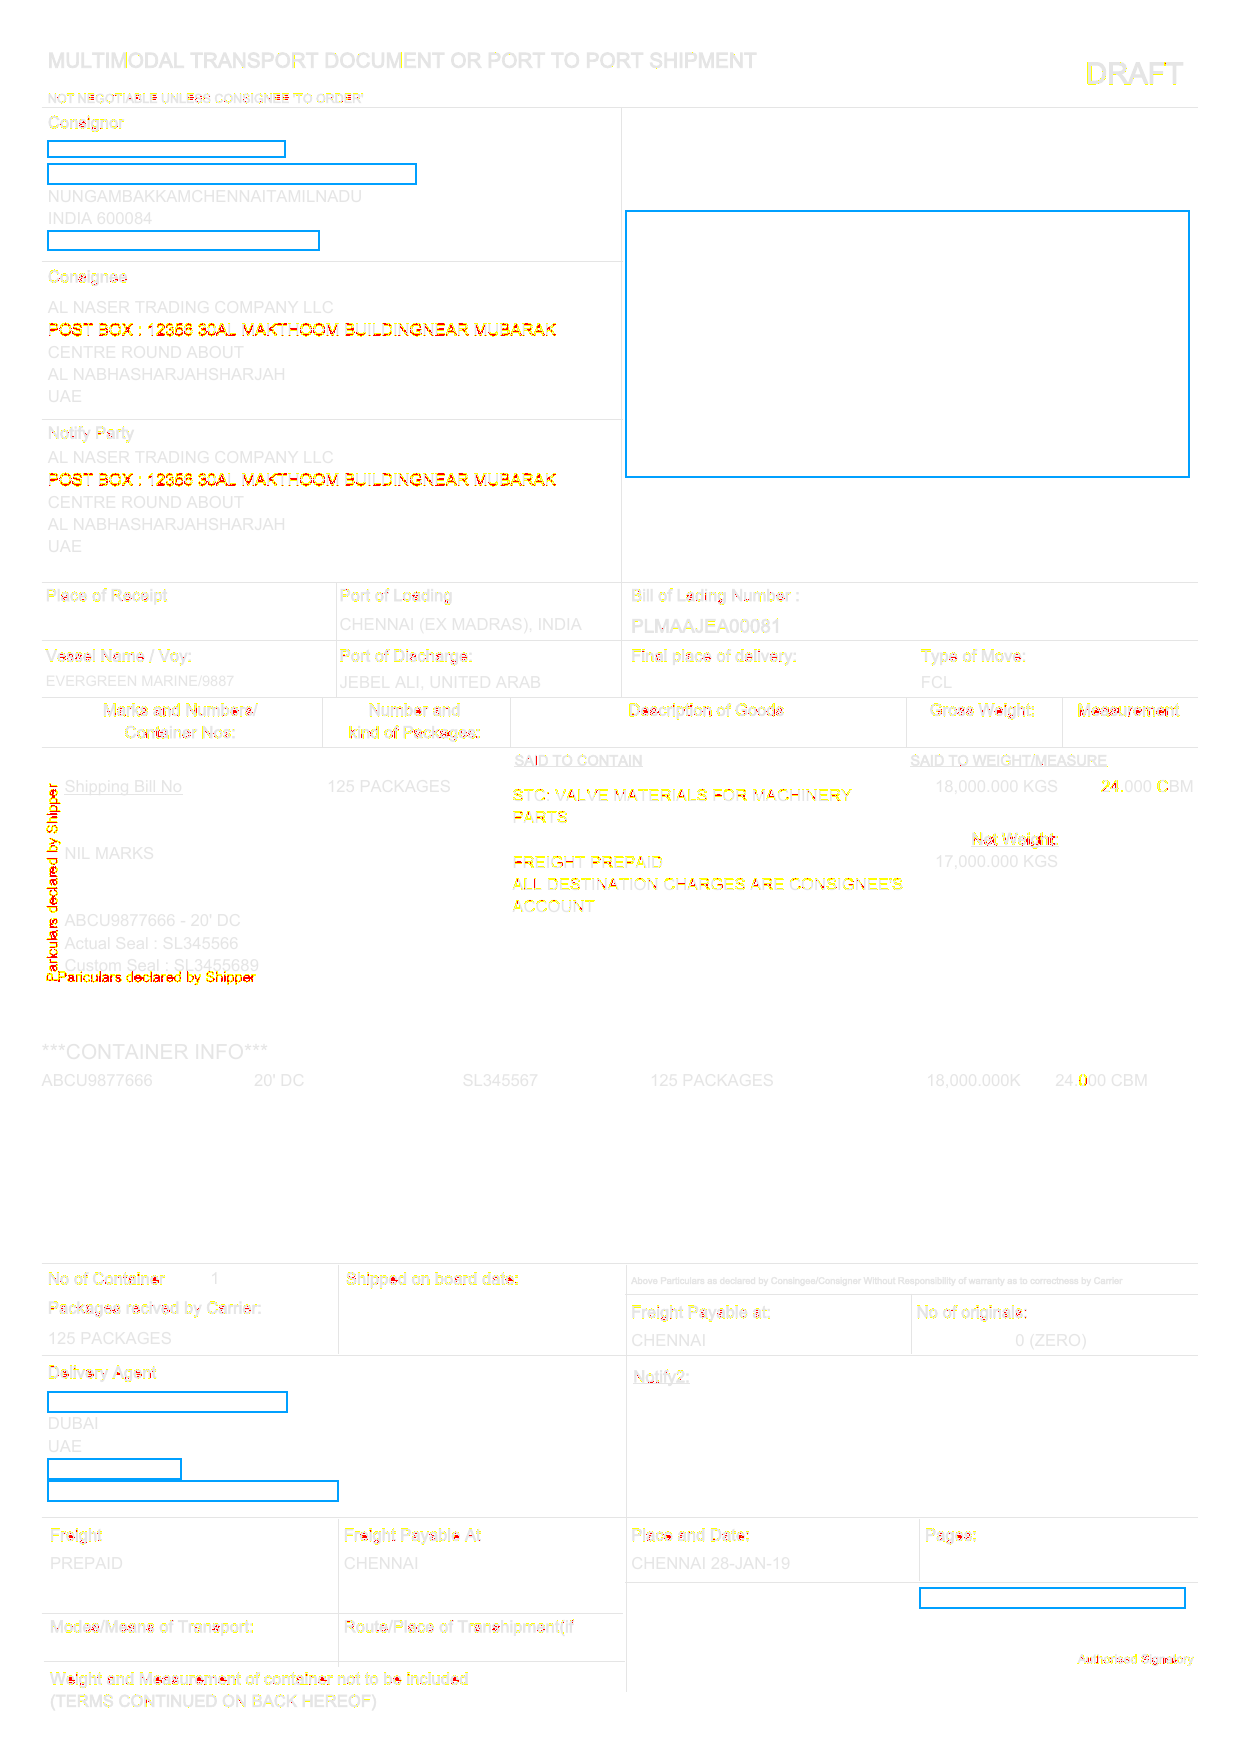 MULTIMODAL TRANSPORT DOCUMENT OR PORT TO PORT SHIPMENT
DRAFT
NOT NEGOTIABLE UNLESS CONSIGNEE 'TO ORDER'
Consignor
NUNGAMBAKKAMCHENNAITAMILNADU
INDIA 600084
Consignee
AL NASER TRADING COMPANY LLC
POST BOX : 12356 50AL MAKTHOOM BUILDINGNEAR MUBARAK
CENTRE ROUND ABOUT
AL NABHASHARJAHSHARJAH
UAE
Notify Party
AL NASER TRADING COMPANY LLC
POST BOX : 12356 50AL MAKTHOOM BUILDINGNEAR MUBARAK
CENTRE ROUND ABOUT
AL NABHASHARJAHSHARJAH
UAE
Place of Receipt
Port of Loading
Bill of Lading Number :
CHENNAI (EX MADRAS), INDIA
PLMAAJEA00081
Vessel Name / Voy:
Port of Discharge:
Final place of delivery:
Type of Move:
EVERGREEN MARINE/9887
JEBEL ALI, UNITED ARAB
FCL
Marks and Numbers/
Container Nos:
Number and
kind of Packages:
Description of Goods
Gross Weight:
Measurement
SAID TO CONTAIN
SAID TO WEIGHT/MEASURE
Shipping Bill No
125 PACKAGES
STC: VALVE MATERIALS FOR MACHINERY
PARTS
18,000.000 KGS
24.000 CBM
Net Weight:
NIL MARKS
FREIGHT PREPAID
17,000.000 KGS
ALL DESTINATION CHARGES ARE CONSIGNEE'S
ACCOUNT
ABCU9877666 - 20' DC
Actual Seal : SL345566
Custom Seal : SL3455689
Pariculars declared by Shipper
Pariculars declared by Shipper
***CONTAINER INFO***
ABCU9877666 20' DC SL345567 125 PACKAGES 18,000.000K 24.000 CBM
No of Container 1
Shipped on board date:
Above Particulars as declared by Consinges/Consigner Without Responsibility of warranty as to correctness by Carrier
Packages recived by Carrier:
125 PACKAGES
Freight Payable at:
CHENNAI
No of originals:
0 (ZERO)
Delivery Agent
Notify2:
DUBAI
UAE
Freight
Freight Payable At
Place and Date:
Pages:
PREPAID
CHENNAI
CHENNAI 28-JAN-19
Modes/Means of Transport:
Route/Place of Transhipment(if
Authorised Signatory
Weight and Measurement of container not to be included
(TERMS CONTINUED ON BACK HEREOF)